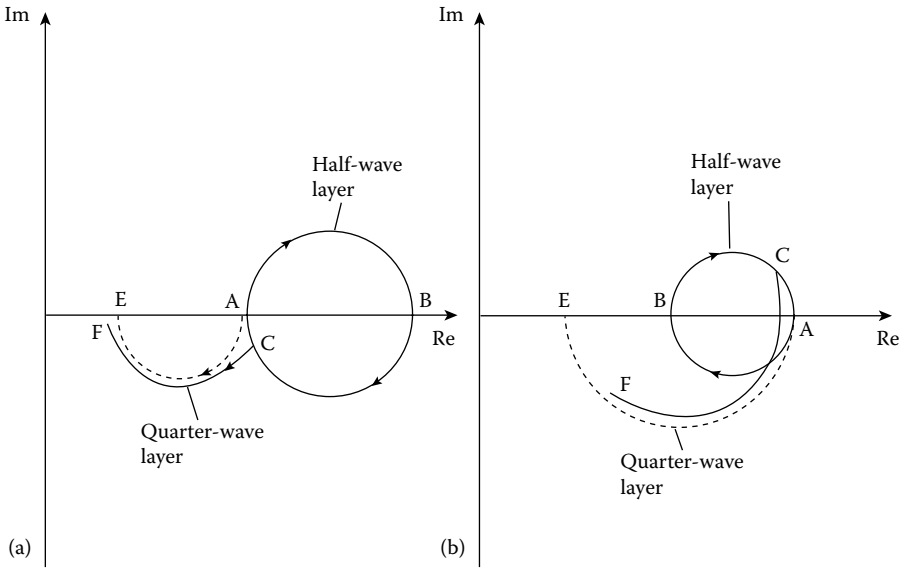 Im
Half-wave
layer
E
A
B
Re
F
C
Quarter-wave
layer
(a)
Im
Half-wave
layer
C
E
B
A
Re
F
Quarter-wave
layer
(b)